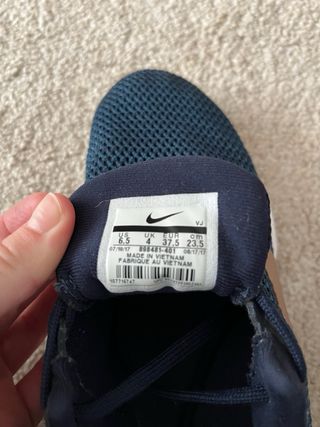 VJ
US UK EUR cm
6.5 4 37.5 23.5
07/18/17 898481-401 06/17/17
MADE IN VIETNAM
FABRIQUE AU VIETNAM